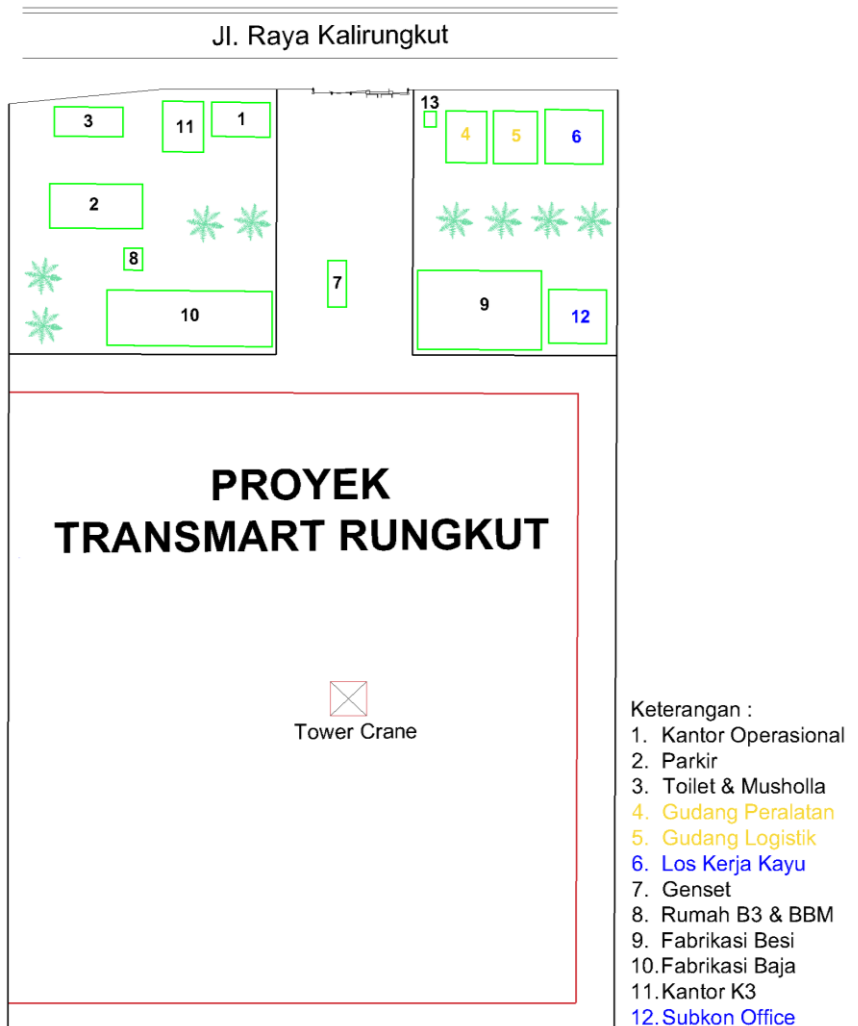 Jl. Raya Kalirungkut
13
3
11
1
4
5
6
2
8
7
9
10
12
PROYEK
TRANSMART RUNGKUT
Tower Crane
Keterangan :
1. Kantor Operasional
2. Parkir
3. Toilet & Musholla
4. Gudang Peralatan
5. Gudang Logistik
6. Los Kerja Kayu
7. Genset
8. Rumah B3 & BBM
9. Fabrikasi Besi
10.Fabrikasi Baja
11.Kantor K3
12.Subkon Office